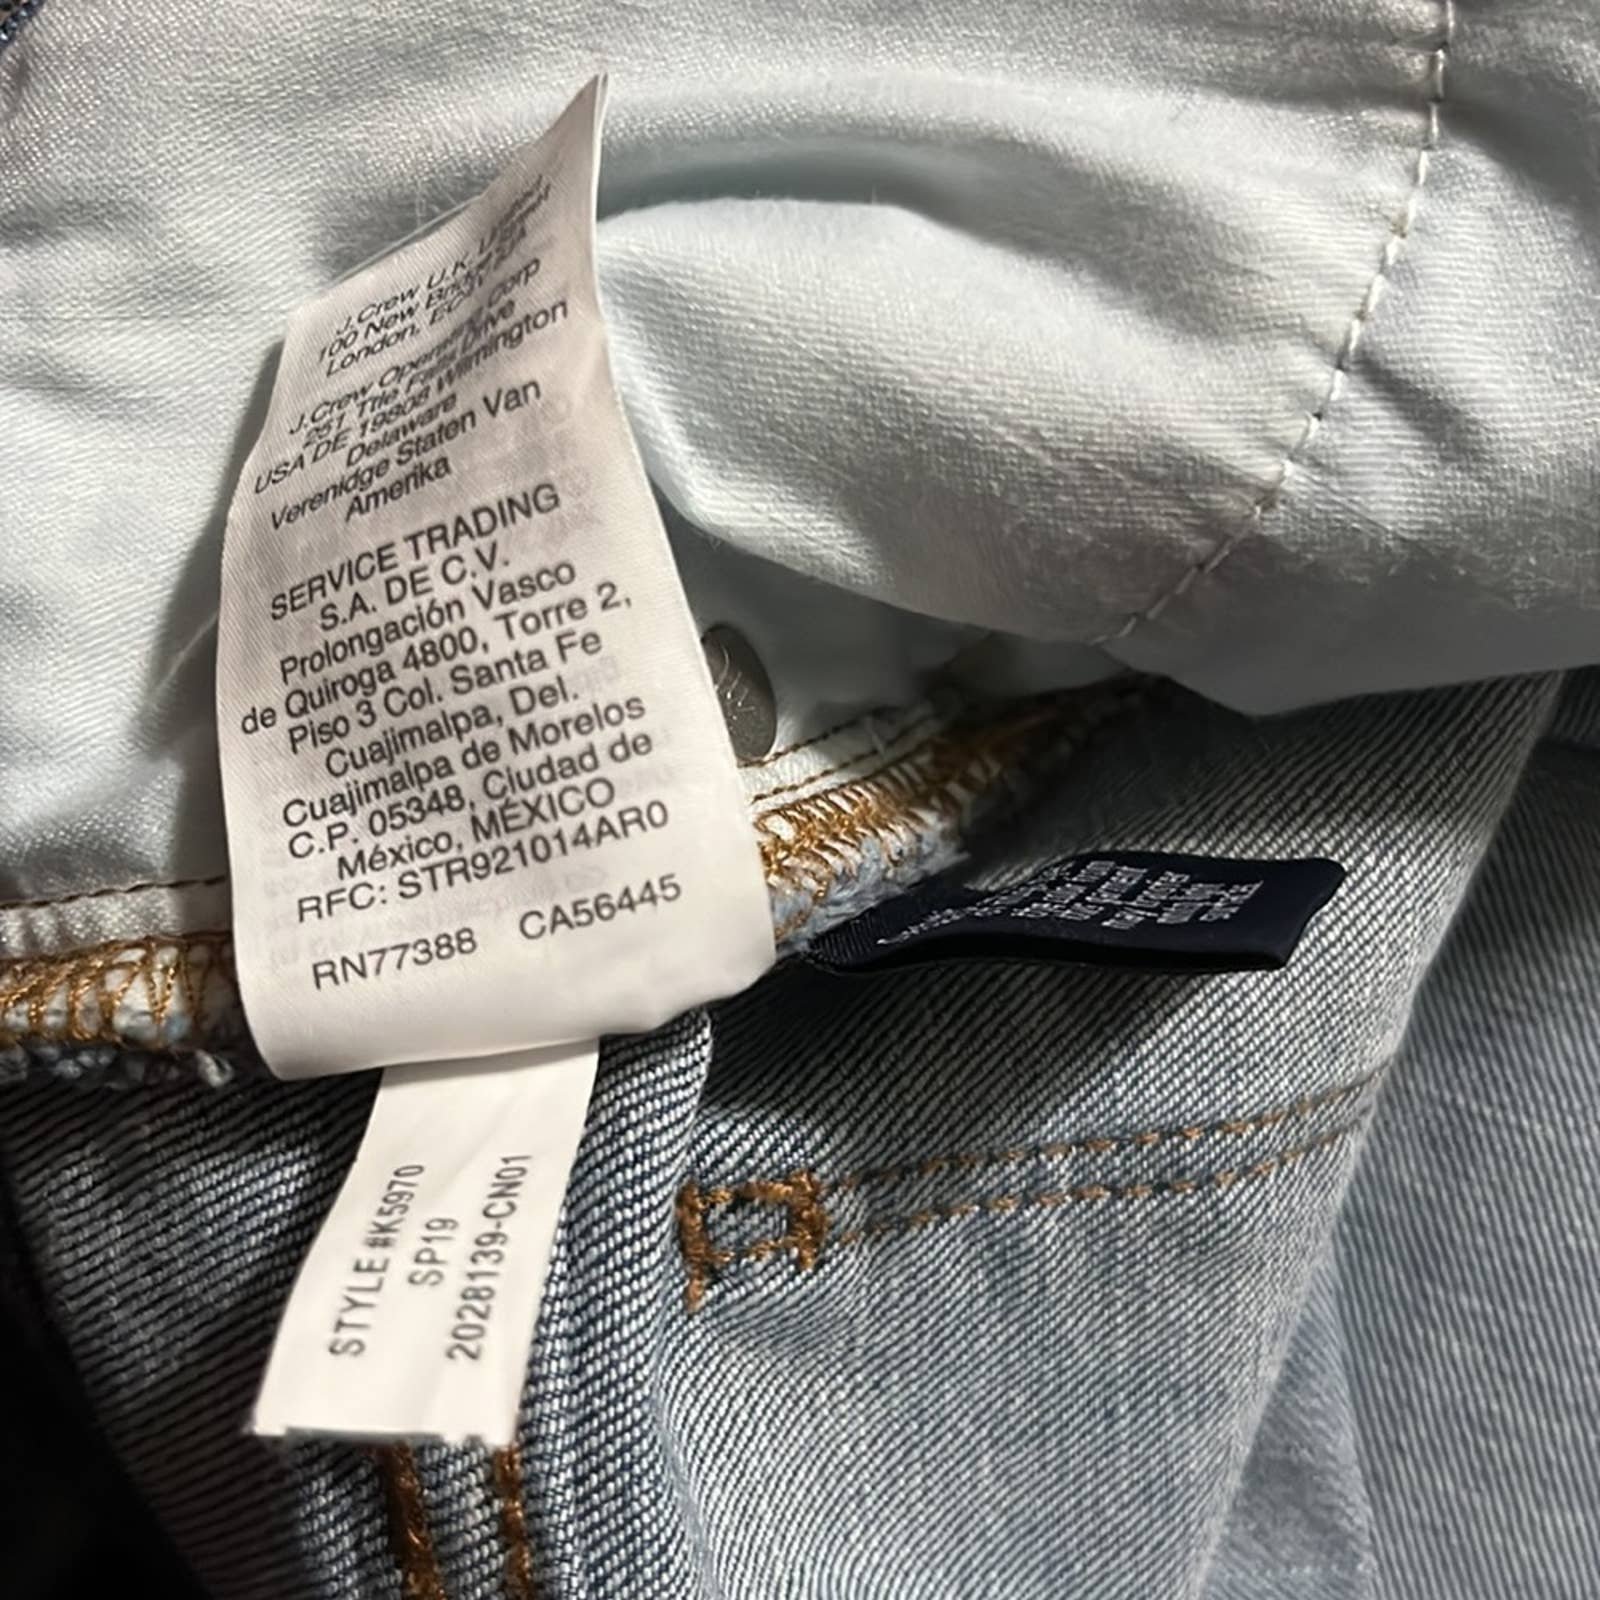 J.Crew U.K. Limited
100 New Bridge Street
London, EC4V 6JA
J.Crew Operating Corp
251 Ttle Falls Drive
USA DE 19808 Wilmington
Delaware
Verenidge Staten Van
Amerika
SERVICE TRADING
S.A. DE C.V.
Prolongación Vasco
de Quiroga 4800, Torre 2,
Piso 3 Col. Santa Fe
Cuajimalpa, Del.
Cuajimalpa de Morelos
C.P. 05348, Ciudad de
México, MÉXICO
RFC: STR921014AR0
RN77388 CA56445
STYLE #K5970
SP19
2028139-CN01